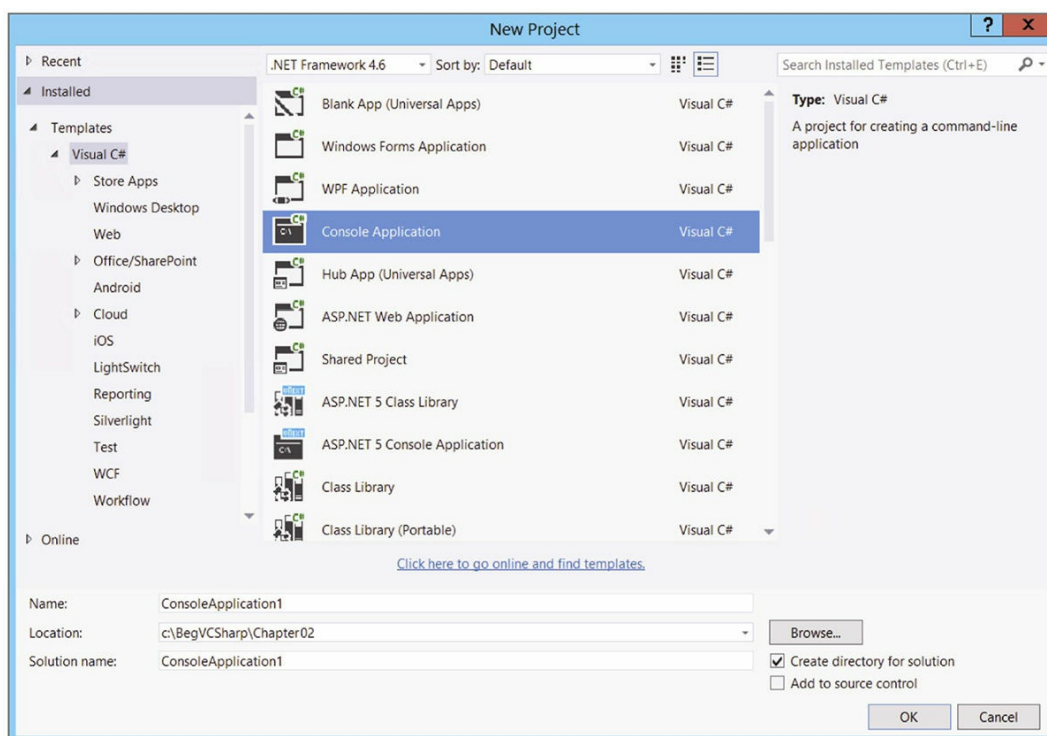 New Project
? X
Recent
Installed
Templates
Visual C#
Store Apps
Windows Desktop
Web
Office/SharePoint
Android
Cloud
iOS
LightSwitch
Reporting
Silverlight
Test
WCF
Workflow
Online
.NET Framework 4.6 Sort by: Default
Blank App (Universal Apps) Visual C#
Windows Forms Application Visual C#
WPF Application Visual C#
Console Application Visual C#
Hub App (Universal Apps) Visual C#
ASP.NET Web Application Visual C#
Shared Project Visual C#
ASP.NET 5 Class Library Visual C#
ASP.NET 5 Console Application Visual C#
Class Library Visual C#
Class Library (Portable) Visual C#
Click here to go online and find templates.
Search Installed Templates (Ctrl+E)
Type: Visual C#
A project for creating a command-line
application
Name: ConsoleApplication1
Location: c:\BegVCSharp\Chapter02 Browse...
Solution name: ConsoleApplication1
Create directory for solution
Add to source control
OK Cancel